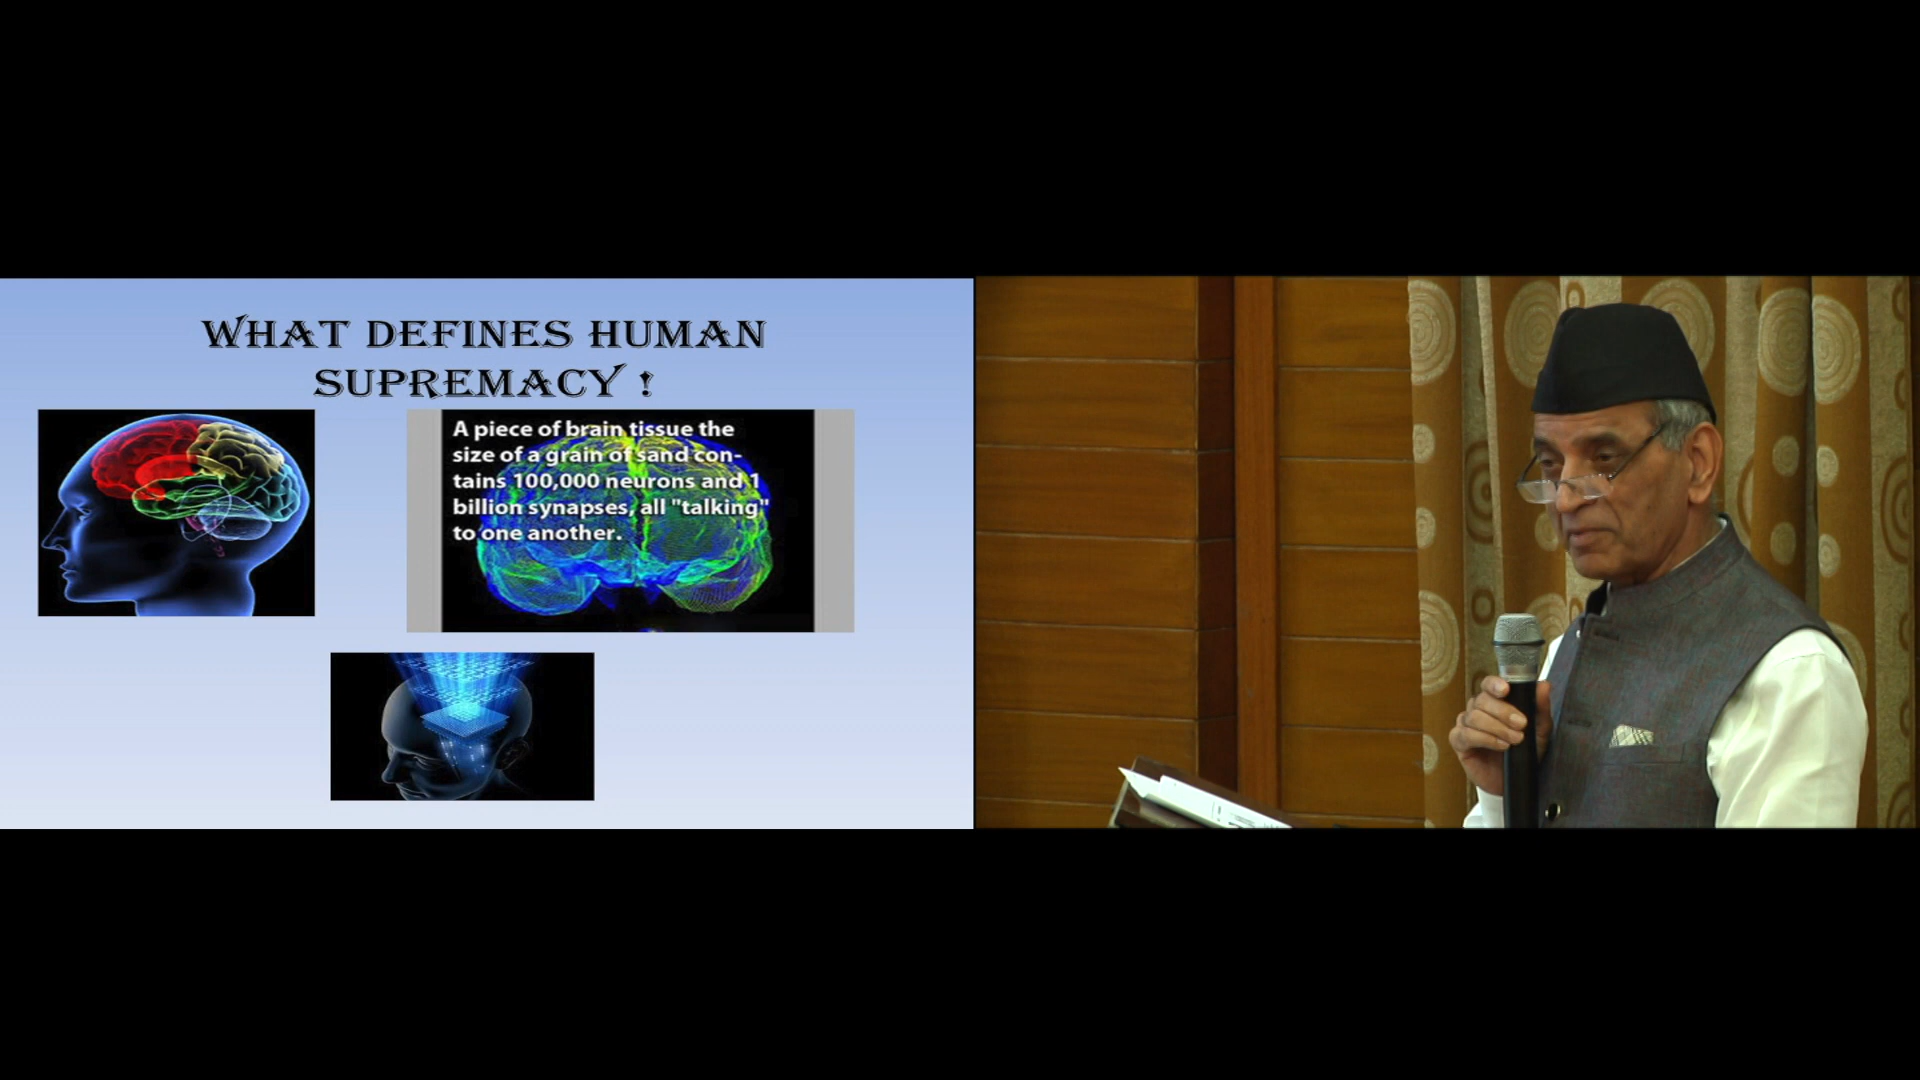 WHAT DEFINES HUMAN
SUPREMACY !
A piece of brain tissue the
size of a grain of sand con-
tains 100,000 neurons and 1
billion synapses, all "talking"
to one another.